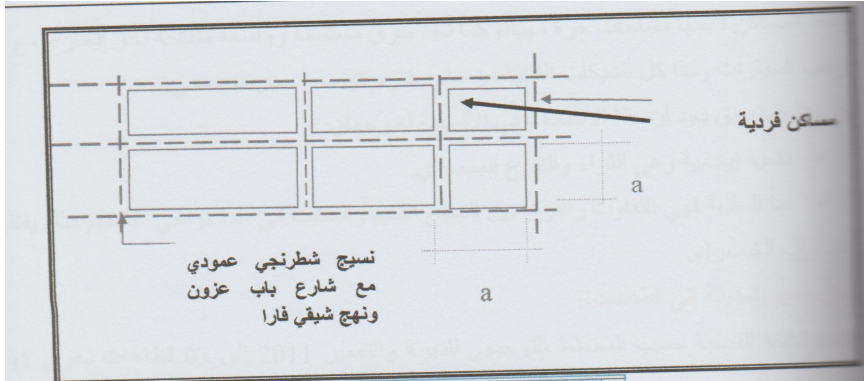 مساكن فردية
a
نسيج شطرنجي عمودي
مع شارع باب عزون
ونهج شيقي فارا
a